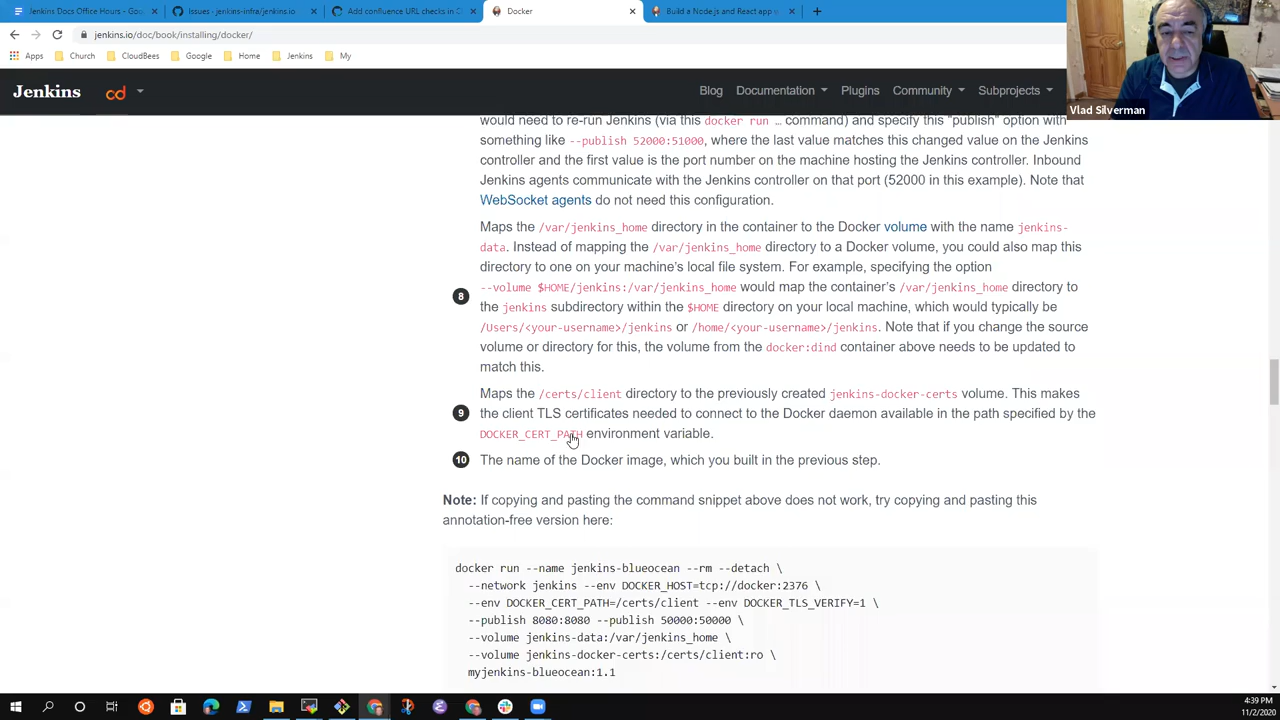 Jenkins Docs Office Hours - Goo
Issues · jenkins-infra/jenkins.io
Add confluence URL checks in
Docker
Build a Node.js and React app
jenkins.io/doc/book/installing/docker/
Apps Church CloudBees Google Home Jenkins My
Jenkins cd Blog Documentation Plugins Community Subprojects
Vlad Silverman
would need to re-run Jenkins (via this docker run … command) and specify this "publish" option with
something like --publish 52000:51000, where the last value matches this changed value on the Jenkins
controller and the first value is the port number on the machine hosting the Jenkins controller. Inbound
Jenkins agents communicate with the Jenkins controller on that port (52000 in this example). Note that
WebSocket agents do not need this configuration.
Maps the /var/jenkins_home directory in the container to the Docker volume with the name jenkins-
data. Instead of mapping the /var/jenkins_home directory to a Docker volume, you could also map this
directory to one on your machine's local file system. For example, specifying the option
--volume $HOME/jenkins:/var/jenkins_home would map the container's /var/jenkins_home directory to
8
the jenkins subdirectory within the $HOME directory on your local machine, which would typically be
/Users/<your-username>/jenkins or /home/<your-username>/jenkins. Note that if you change the source
volume or directory for this, the volume from the docker:dind container above needs to be updated to
match this.
Maps the /certs/client directory to the previously created jenkins-docker-certs volume. This makes
9 the client TLS certificates needed to connect to the Docker daemon available in the path specified by the
DOCKER_CERT_PATH environment variable.
10 The name of the Docker image, which you built in the previous step.
Note: If copying and pasting the command snippet above does not work, try copying and pasting this
annotation-free version here:
docker run --name jenkins-blueocean --rm --detach \
--network jenkins --env DOCKER_HOST=tcp://docker:2376 \
--env DOCKER_CERT_PATH=/certs/client --env DOCKER_TLS_VERIFY=1 \
--publish 8080:8080 --publish 50000:50000 \
--volume jenkins-data:/var/jenkins_home \
--volume jenkins-docker-certs:/certs/client:ro \
myjenkins-blueocean:1.1
4:39 PM
11/2/2020